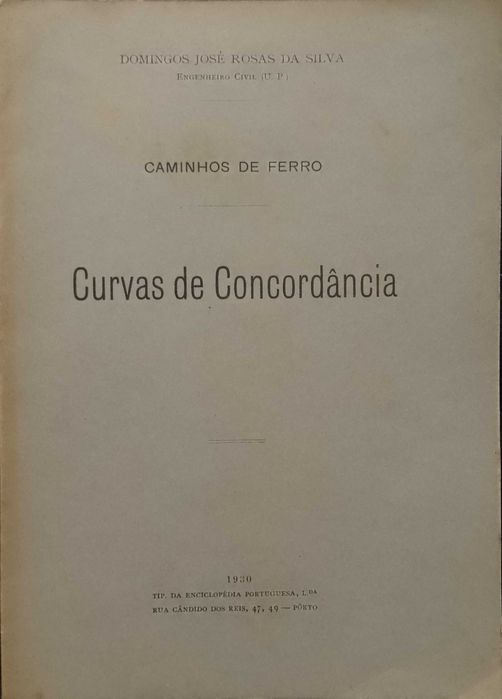 DOMINGOS JOSÉ ROSAS DA SILVA
ENGENHEIRO CIVIL (U. P.)
CAMINHOS DE FERRO
Curvas de Concordância
1930
TIP. DA ENCICLOPÉDIA PORTUGUESA, L.DA
RUA CÂNDIDO DOS REIS, 47, 49 — PÔRTO